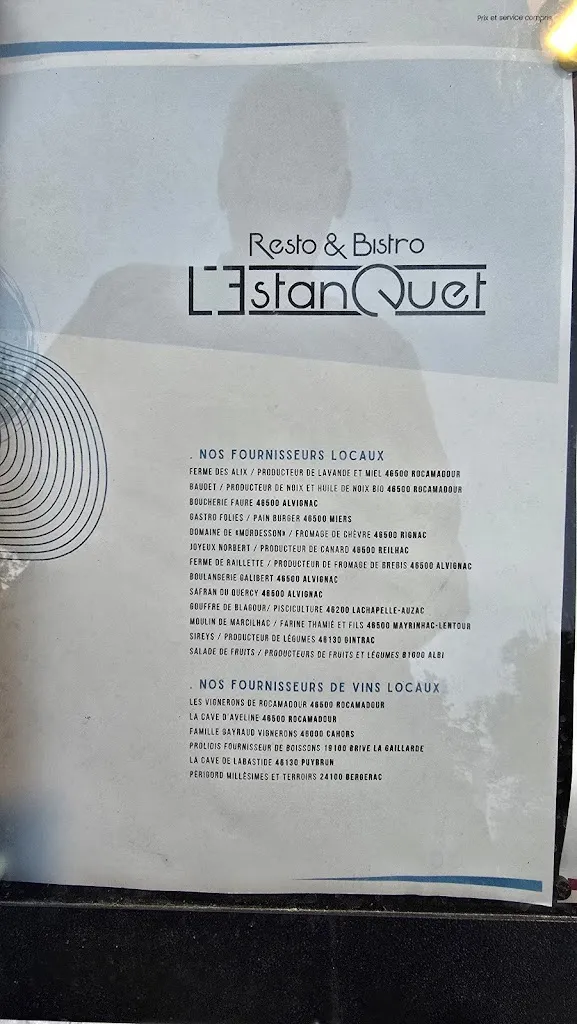 Prix et service compris
Resto & Bistro
L'EstanQuet
. NOS FOURNISSEURS LOCAUX
FERME DES ALIX / PRODUCTEUR DE LAVANDE ET MIEL 46500 ROCAMADOUR
BAUDET / PRODUCTEUR DE NOIX ET HUILE DE NOIX BIO 46500 ROCAMADOUR
BOUCHERIE FAURE 46500 ALVIGNAC
GASTRO FOLIES / PAIN BURGER 46500 MIERS
DOMAINE DE «MORDESSON» / FROMAGE DE CHÈVRE 46500 RIGNAC
JOYEUX NORBERT / PRODUCTEUR DE CANARD 46500 REILHAC
FERME DE RAILLETTE / PRODUCTEUR DE FROMAGE DE BREBIS 46500 ALVIGNAC
BOULANGERIE GALIBERT 46500 ALVIGNAC
SAFRAN DU QUERCY 46500 ALVIGNAC
GOUFFRE DE BLAGOUR/ PISCICULTURE 46200 LACHAPELLE-AUZAC
MOULIN DE MARCILHAC / FARINE THAMIÉ ET FILS 46500 MAYRINHAC-LENTOUR
SIREYS / PRODUCTEUR DE LÉGUMES 46130 GINTRAC
SALADE DE FRUITS / PRODUCTEURS DE FRUITS ET LÉGUMES 81000 ALBI
. NOS FOURNISSEURS DE VINS LOCAUX
LES VIGNERONS DE ROCAMADOUR 46500 ROCAMADOUR
LA CAVE D'AVELINE 46500 ROCAMADOUR
FAMILLE GAYRAUD VIGNERONS 46000 CAHORS
PROLIDIS FOURNISSEUR DE BOISSONS 19100 BRIVE LA GAILLARDE
LA CAVE DE LABASTIDE 46130 PUYBRUN
PÉRIGORD MILLÉSIMES ET TERROIRS 24100 BERGERAC